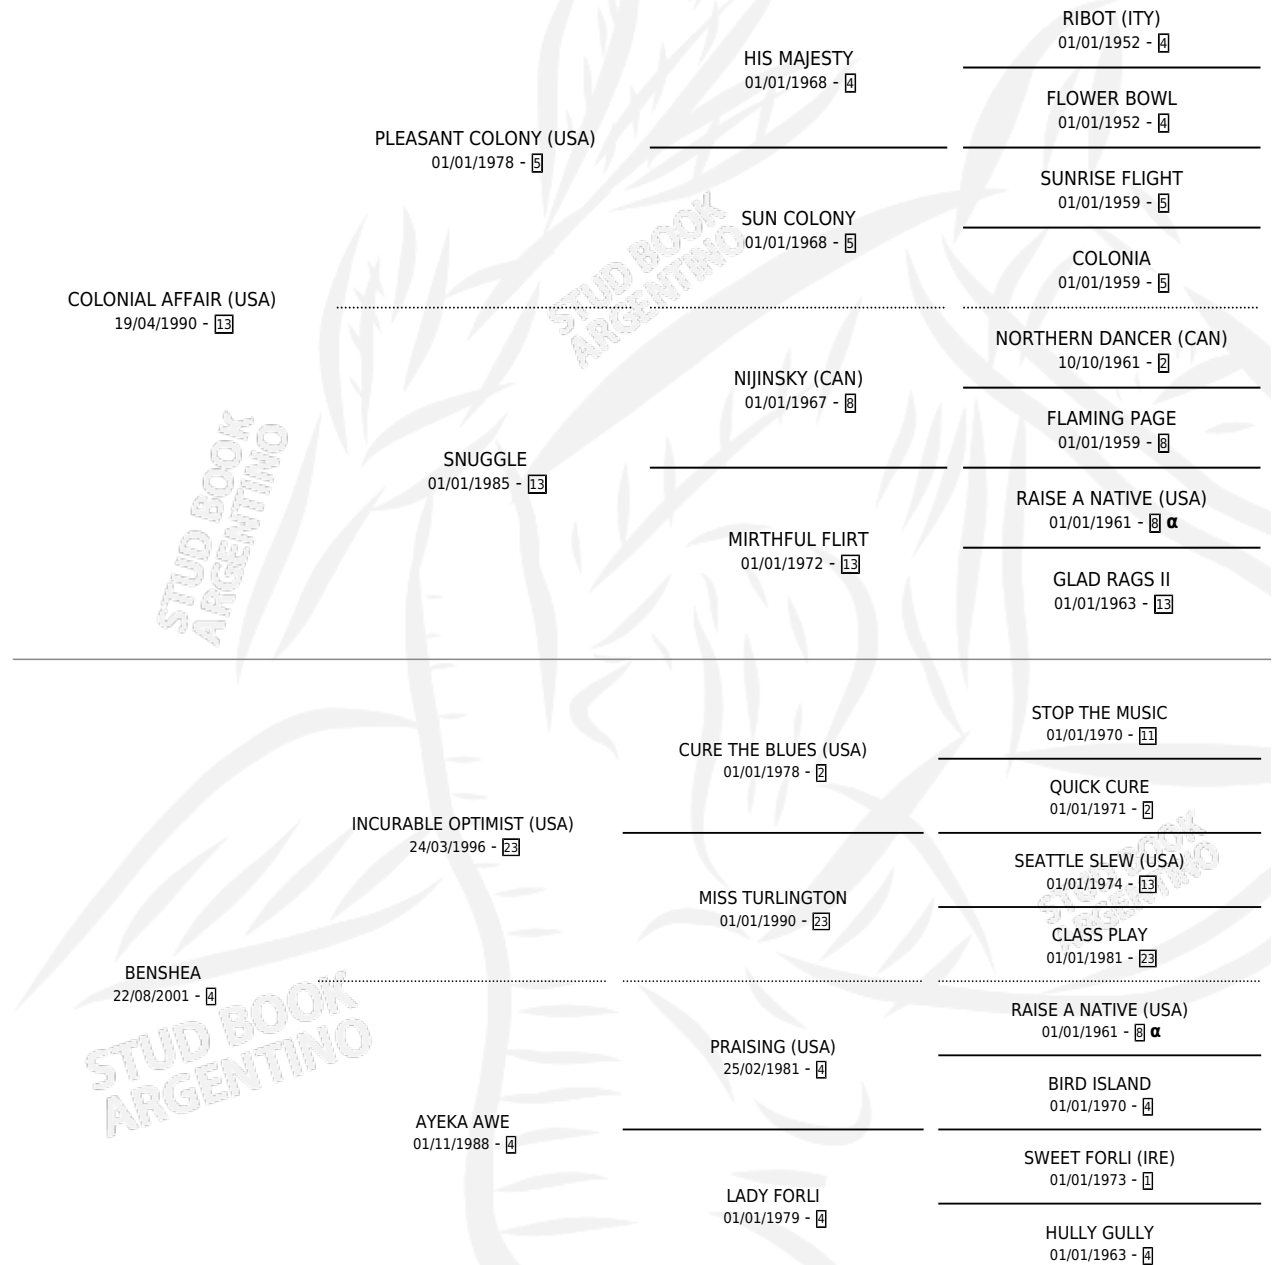 RIBOT (ITY)
01/01/1952 - 4
HIS MAJESTY
01/01/1968 - 4
FLOWER BOWL
01/01/1952 - 4
PLEASANT COLONY (USA)
01/01/1978 - 5
SUNRISE FLIGHT
01/01/1959 - 5
SUN COLONY
01/01/1968 - 5
COLONIA
01/01/1959 - 5
COLONIAL AFFAIR (USA)
19/04/1990 - 13
NORTHERN DANCER (CAN)
10/10/1961 - 2
NIJINSKY (CAN)
01/01/1967 - 8
FLAMING PAGE
01/01/1959 - 8
SNUGGLE
01/01/1985 - 13
RAISE A NATIVE (USA)
01/01/1961 - 8 α
MIRTHFUL FLIRT
01/01/1972 - 13
GLAD RAGS II
01/01/1963 - 13
STOP THE MUSIC
01/01/1970 - 11
CURE THE BLUES (USA)
01/01/1978 - 2
QUICK CURE
01/01/1971 - 2
INCURABLE OPTIMIST (USA)
24/03/1996 - 23
SEATTLE SLEW (USA)
01/01/1974 - 13
MISS TURLINGTON
01/01/1990 - 23
CLASS PLAY
01/01/1981 - 23
BENSHEA
22/08/2001 - 4
RAISE A NATIVE (USA)
01/01/1961 - 8 α
PRAISING (USA)
25/02/1981 - 4
BIRD ISLAND
01/01/1970 - 4
AYEKA AWE
01/11/1988 - 4
SWEET FORLI (IRE)
01/01/1973 - 1
LADY FORLI
01/01/1979 - 4
HULLY GULLY
01/01/1963 - 4
STUD BOOK
ARGENTINO
STUD BOOK
ARGENTINO
STUD BOOK
ARGENTINO
STUD BOOK
ARGENTINO